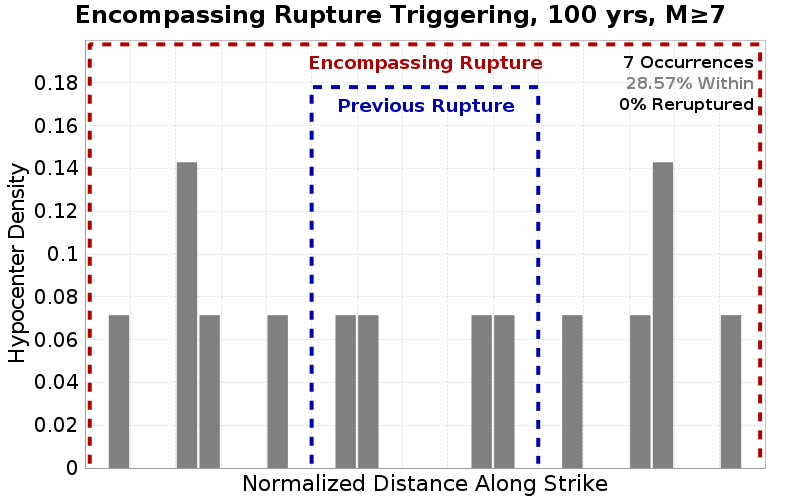 Encompassing Rupture Triggering, 100 yrs, M≥7
Encompassing Rupture
Previous Rupture
7 Occurrences
28.57% Within
0% Reruptured
Hypocenter Density
0.18
0.16
0.14
0.12
0.1
0.08
0.06
0.04
0.02
0
Normalized Distance Along Strike